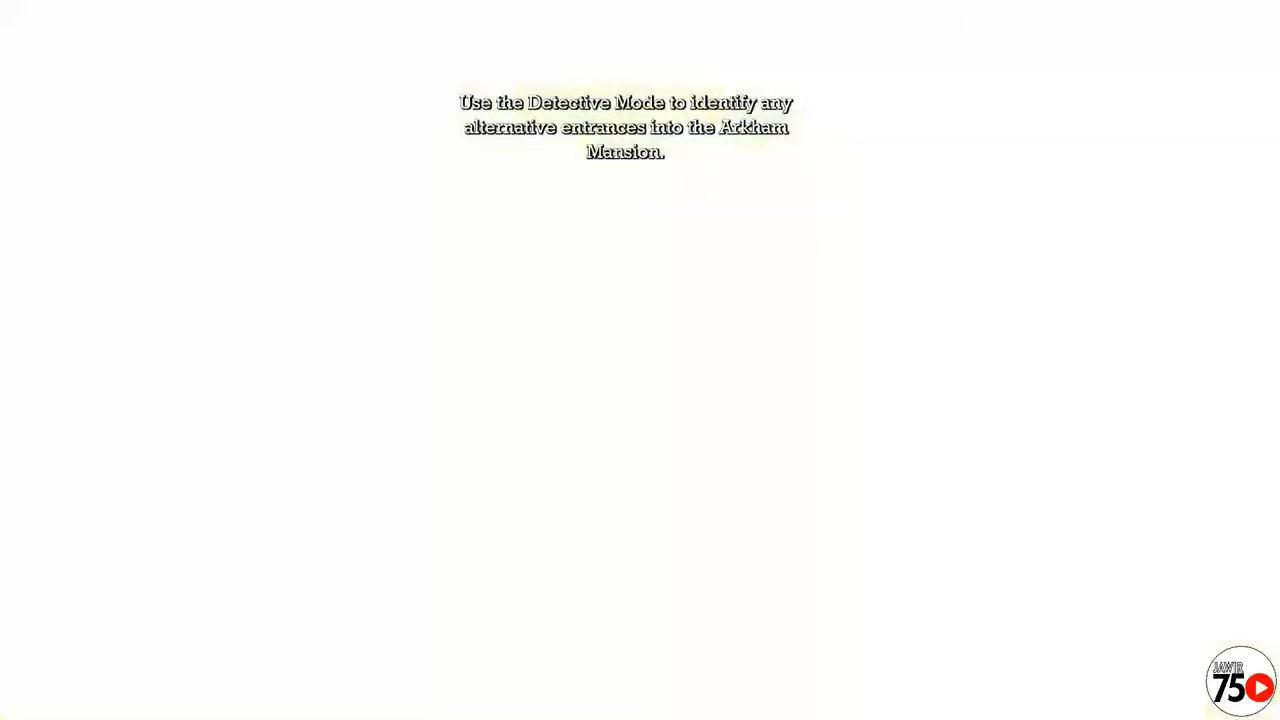 Use the Detective Mode to identify any
alternative entrances into the Arkham
Mansion.
JAWIR
75